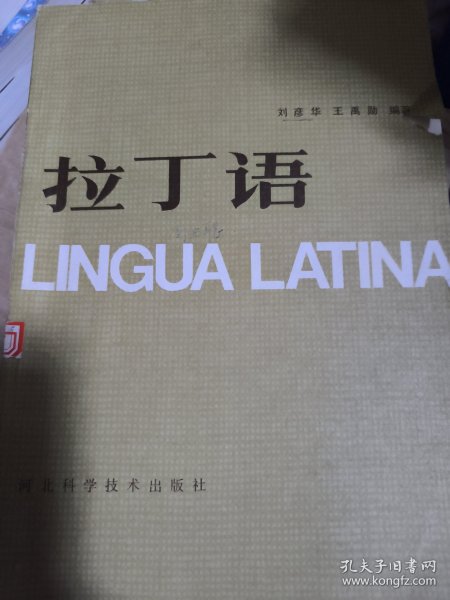 刘彦华 王禹勋 编著
拉丁语
LINGUA LATINA
河北科学技术出版社
孔夫子旧书网
www.kongfz.com